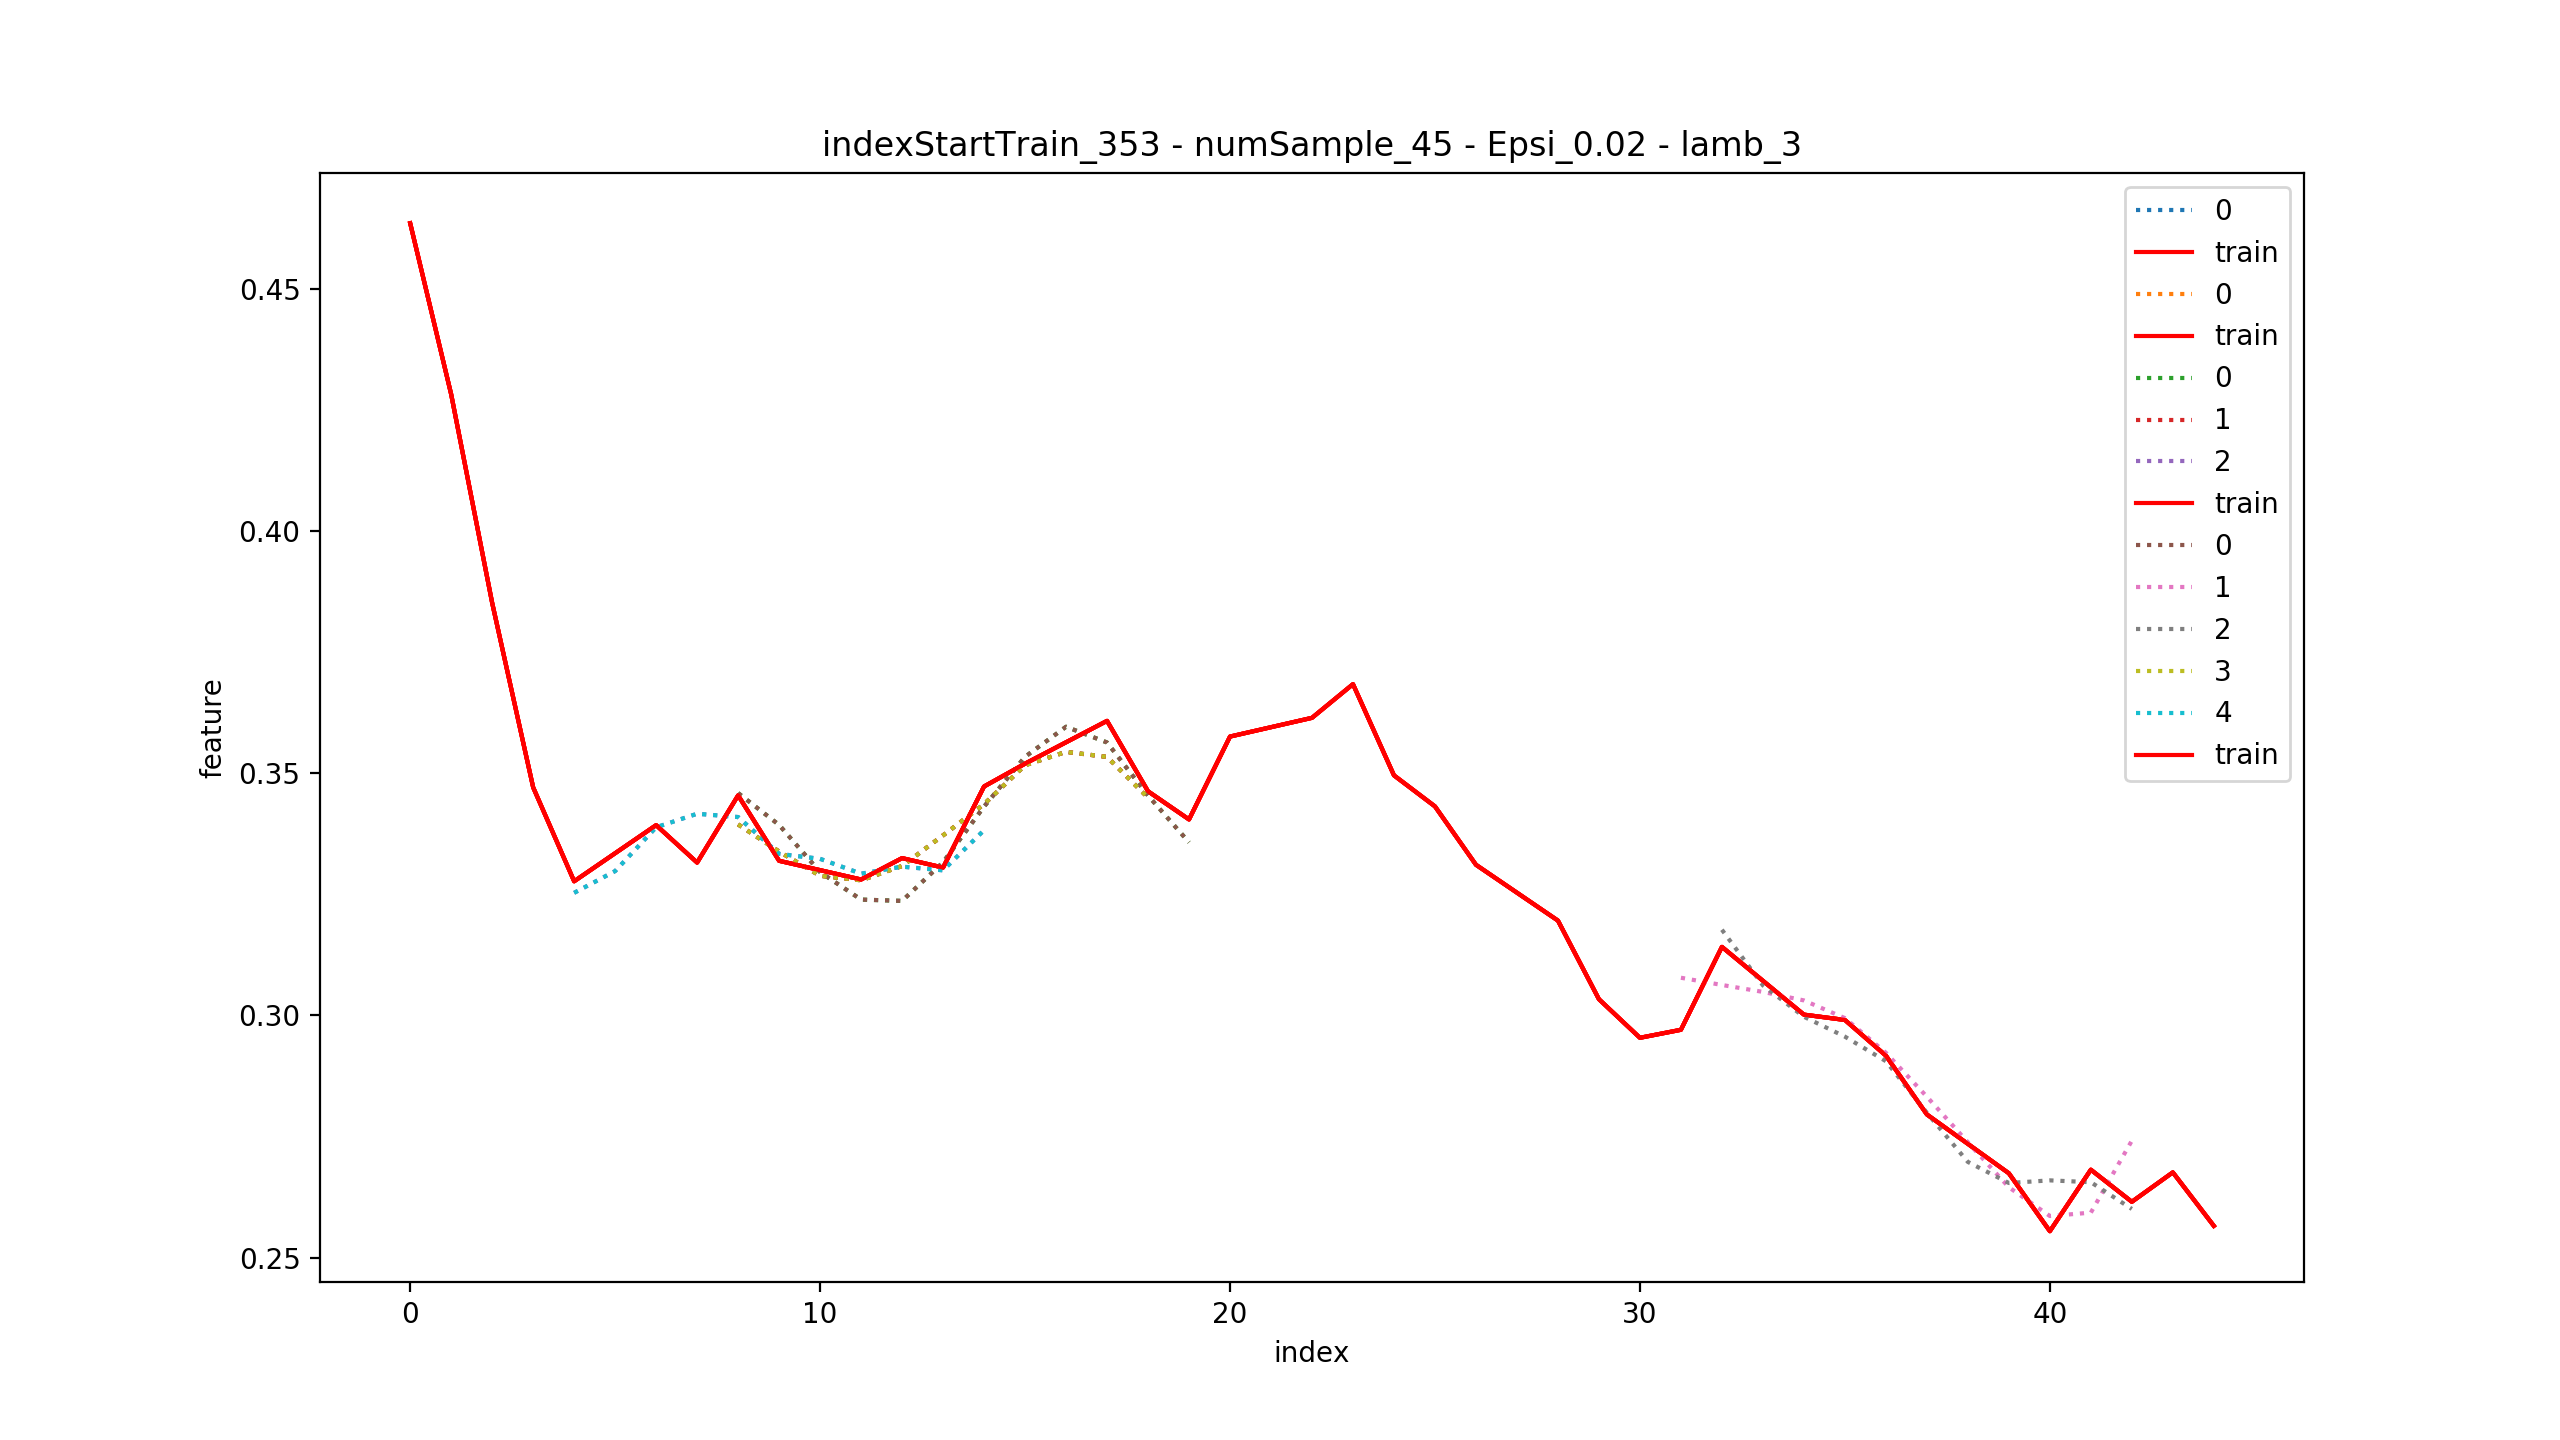 indexStartTrain_353 - numSample_45 - Epsi_0.02 - lamb_3
0
train
0
train
0
1
2
train
0
1
2
3
4
train
0.45
0.40
0.35
0.30
0.25
feature
0 10 20 30 40
index